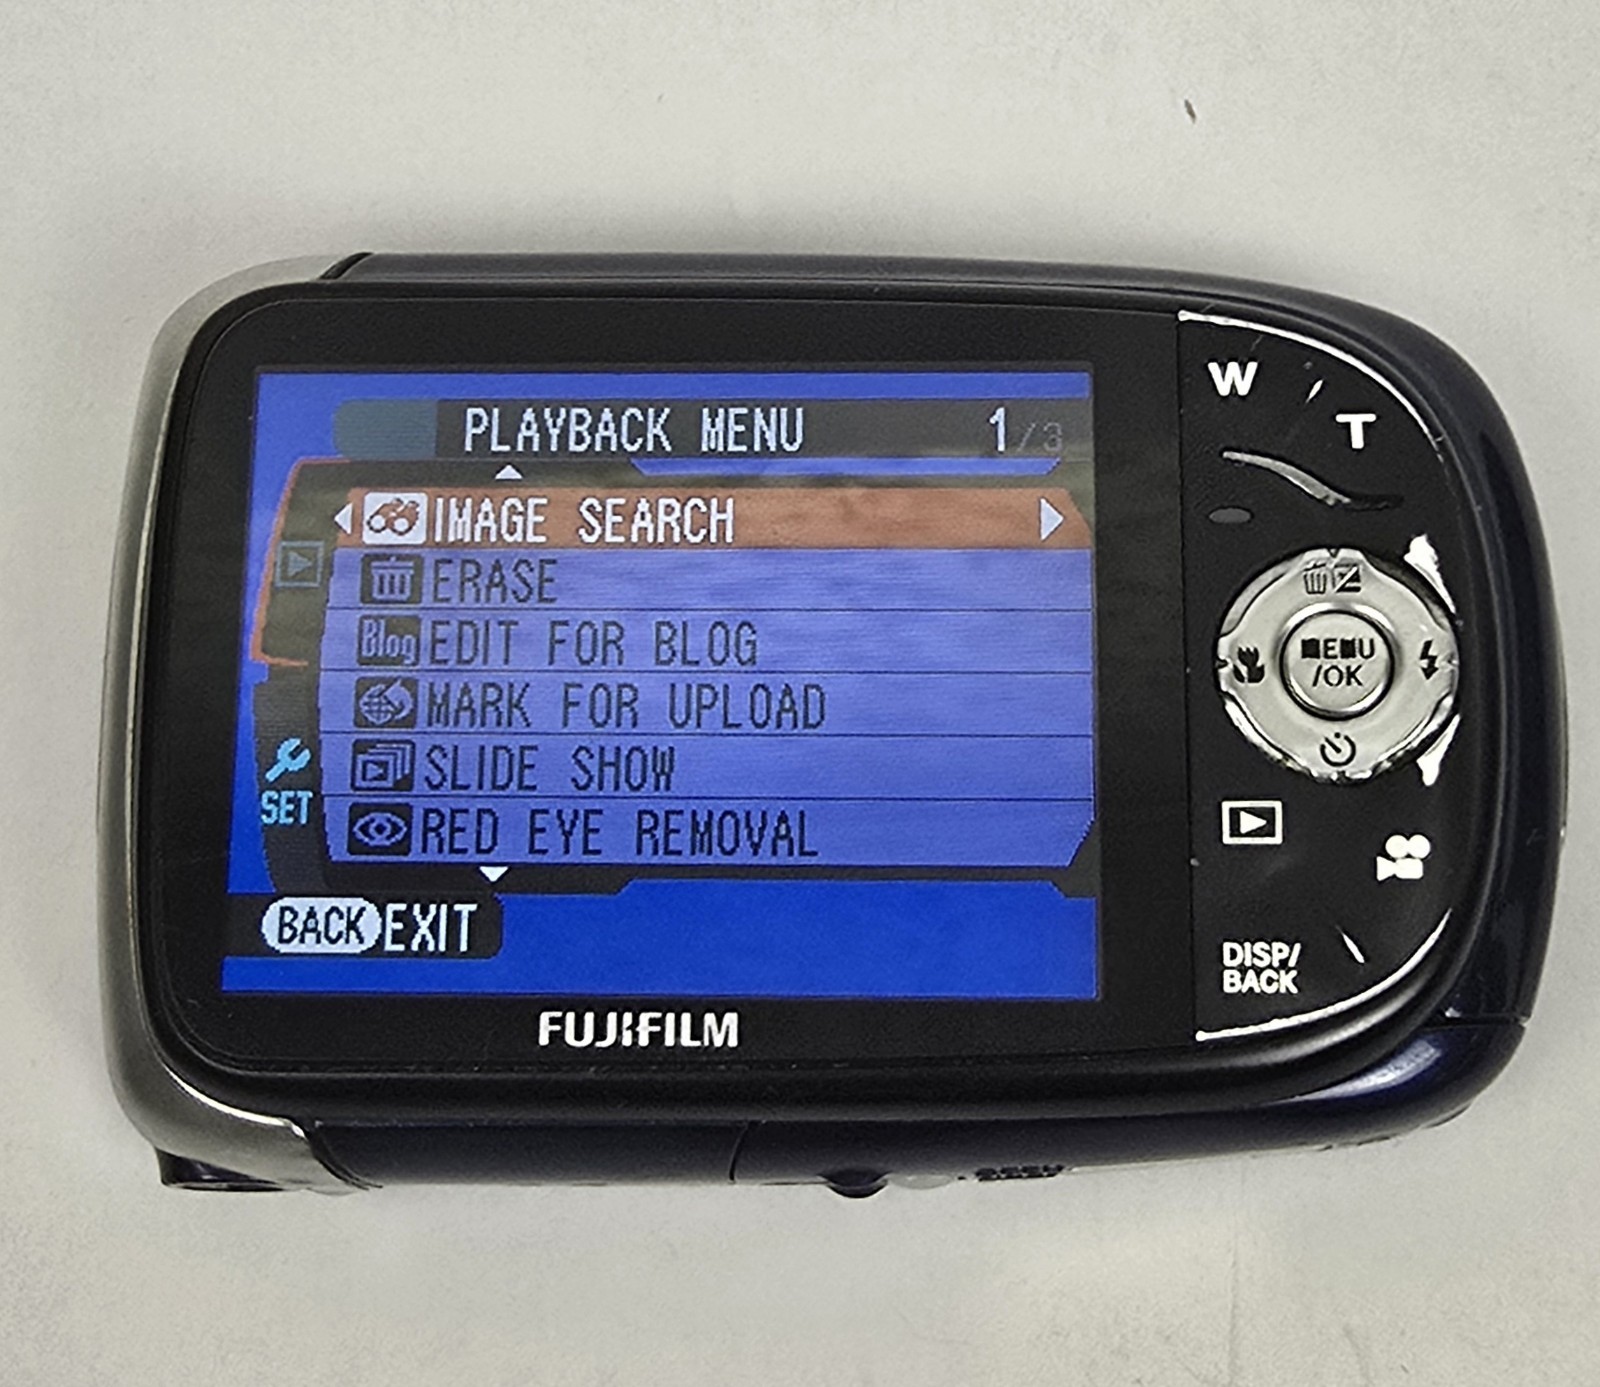 PLAYBACK MENU 1/3
IMAGE SEARCH
ERASE
Blog EDIT FOR BLOG
MARK FOR UPLOAD
SLIDE SHOW
RED EYE REMOVAL
SET
BACK EXIT
FUJIFILM
W
T
MENU
/OK
DISP/
BACK